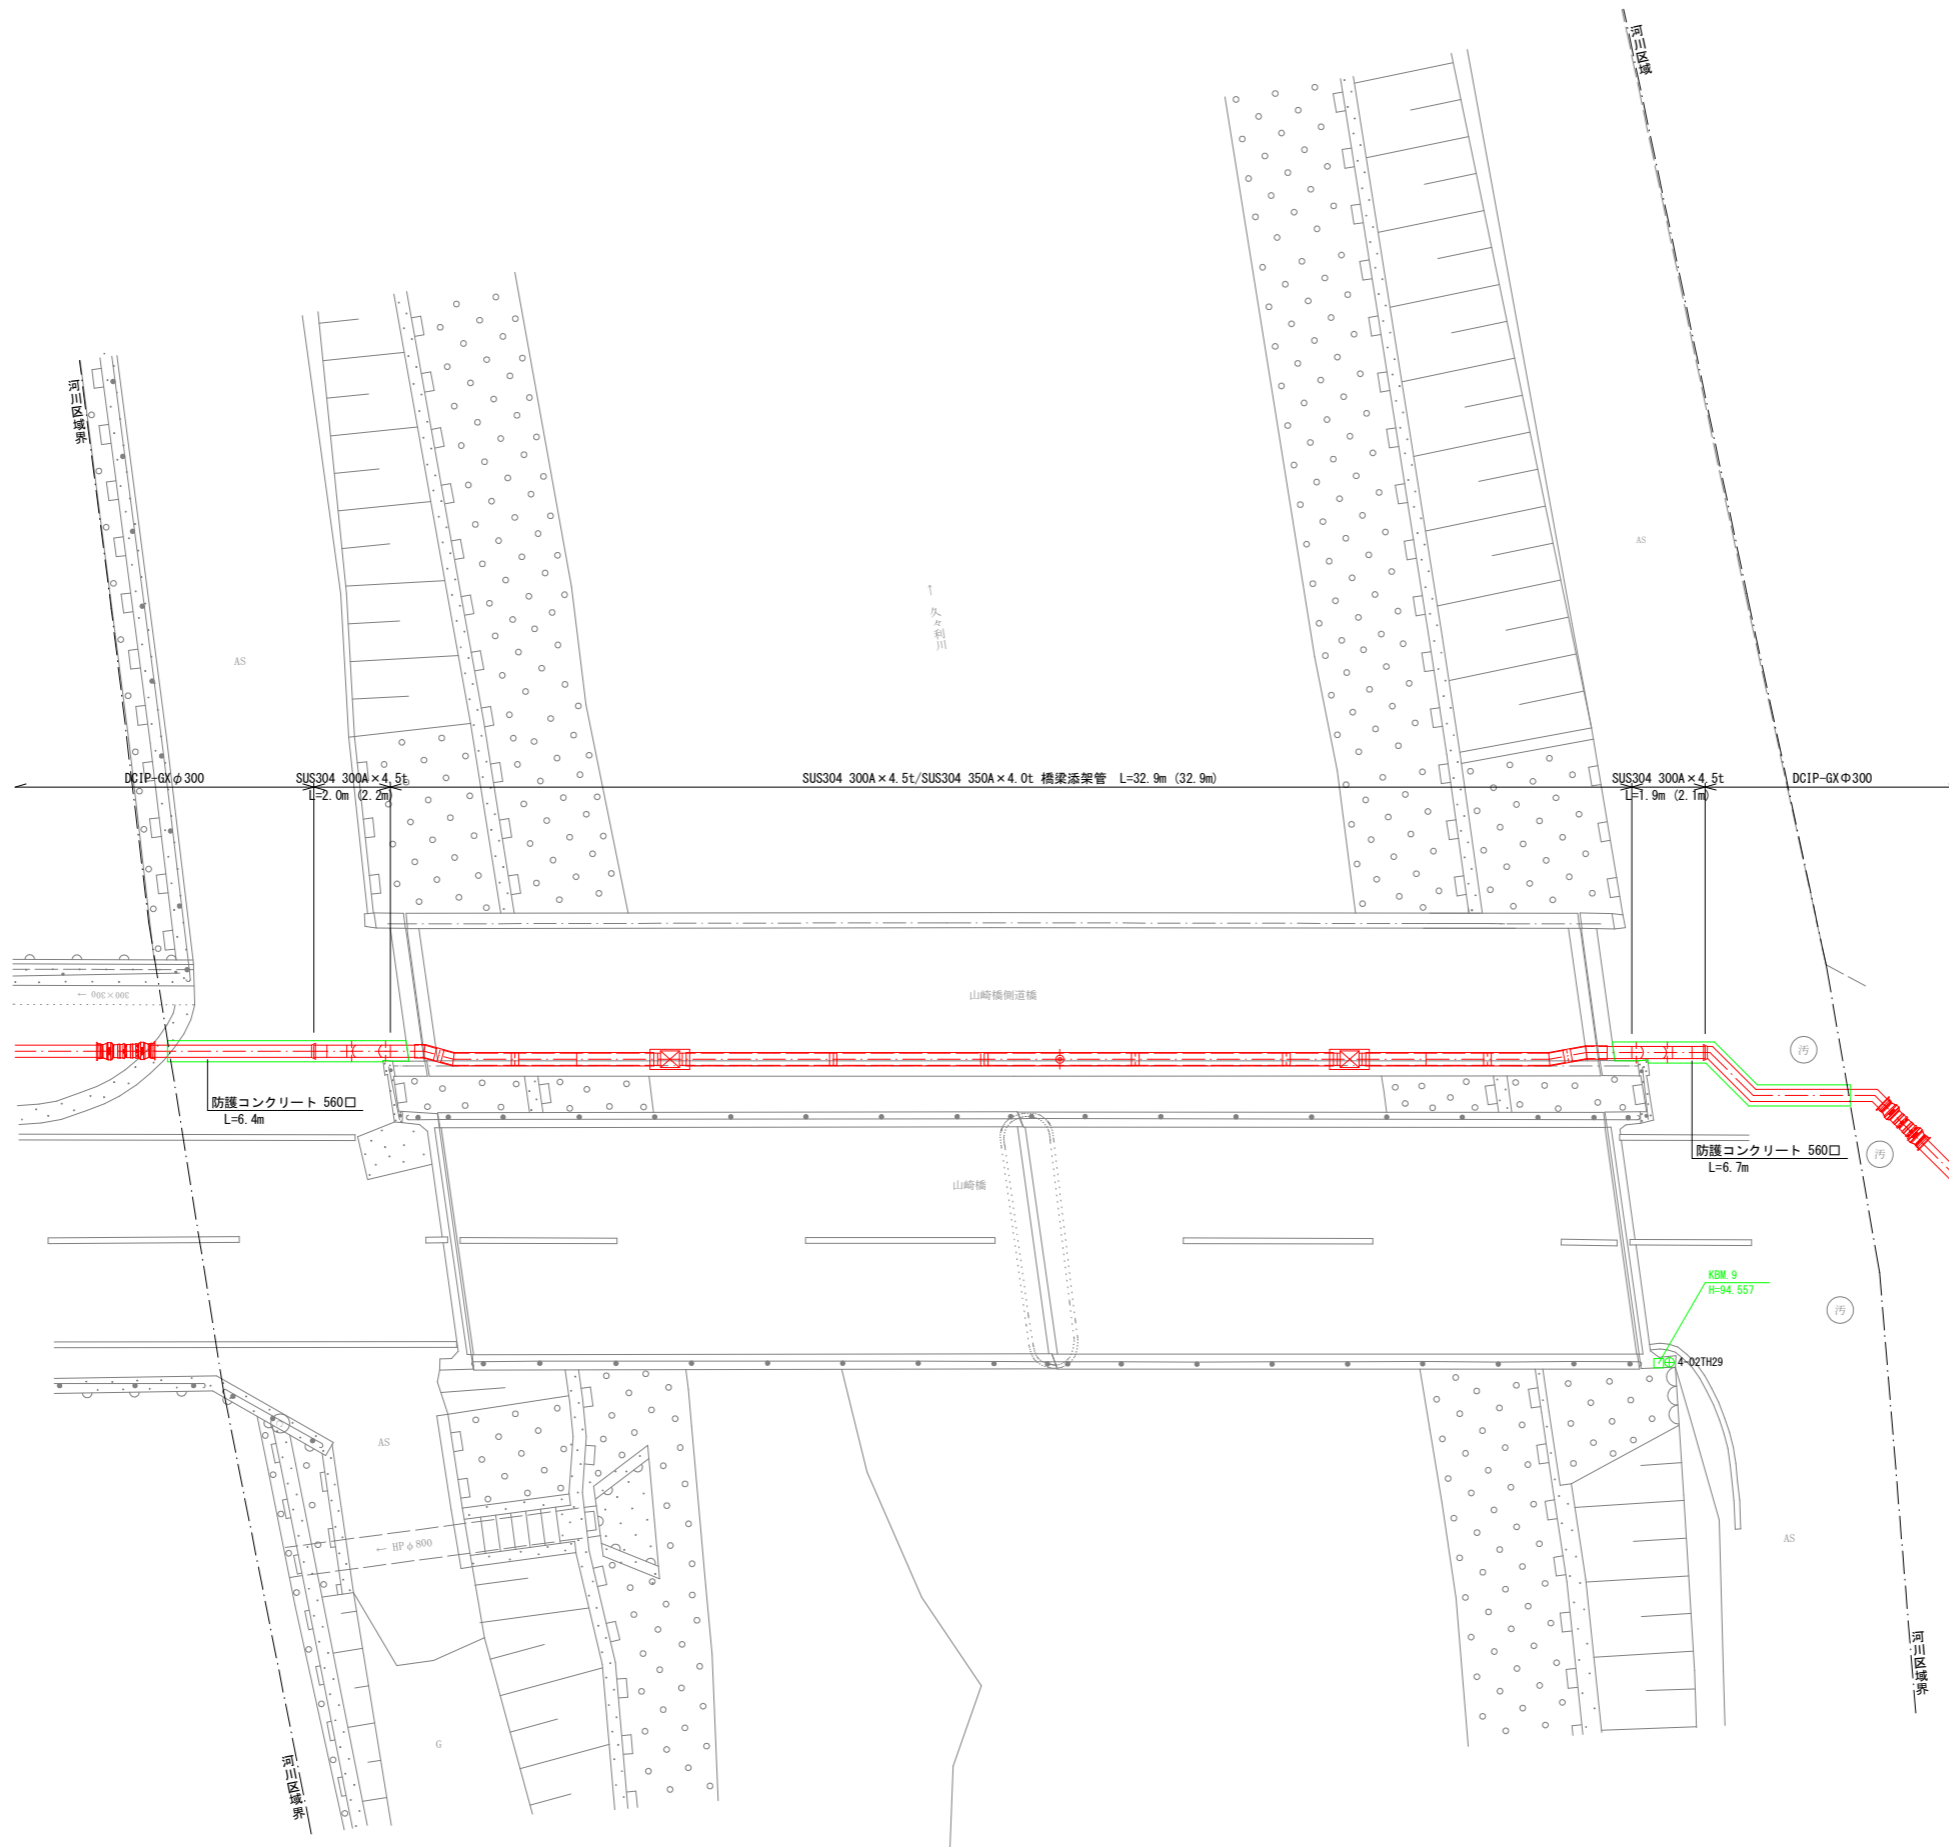 河川区域
河川区域界
AS
AS
↑ 久々利川
DCIP-GXφ300
SUS304 300A×4.5t
L=2.0m (2.2m)
SUS304 300A×4.5t/SUS304 350A×4.0t 橋梁添架管 L=32.9m (32.9m)
SUS304 300A×4.5t
L=1.9m (2.1m)
DCIP-GXΦ300
300×300 →
山崎橋側道橋
汚
防護コンクリート 560□
L=6.4m
防護コンクリート 560□
L=6.7m
汚
山崎橋
KBM.9
H=94.557
汚
4-02TH29
AS
← HPφ800
AS
G
河川区域界
河川区域界